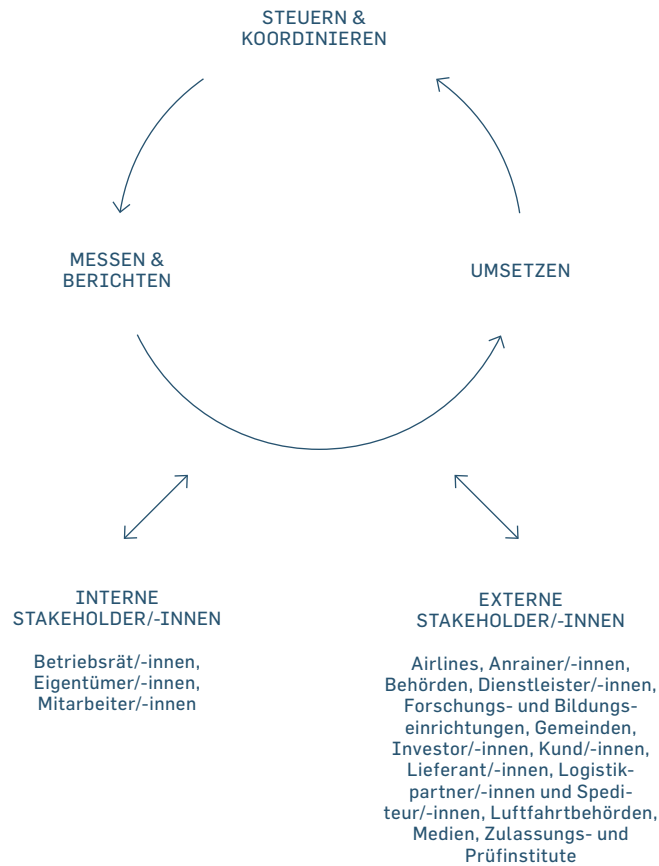 STEUERN &
KOORDINIEREN
MESSEN &
BERICHTEN
UMSETZEN
INTERNE
STAKEHOLDER/-INNEN
Betriebsrät/-innen,
Eigentümer/-innen,
Mitarbeiter/-innen
EXTERNE
STAKEHOLDER/-INNEN
Airlines, Anrainer/-innen,
Behörden, Dienstleister/-innen,
Forschungs- und Bildungs-
einrichtungen, Gemeinden,
Investor/-innen, Kund/-innen,
Lieferant/-innen, Logistik-
partner/-innen und Spedi-
teur/-innen, Luftfahrtbehörden,
Medien, Zulassungs- und
Prüfinstitute